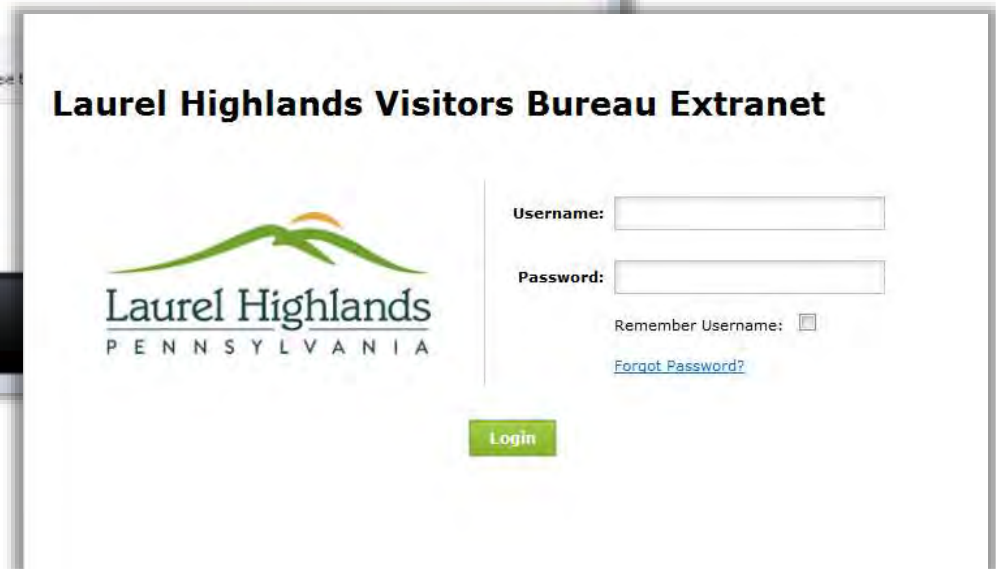 Laurel Highlands Visitors Bureau Extranet
Username:
Password:
Laurel Highlands
PENNSYLVANIA
Remember Username:
Forgot Password?
Login